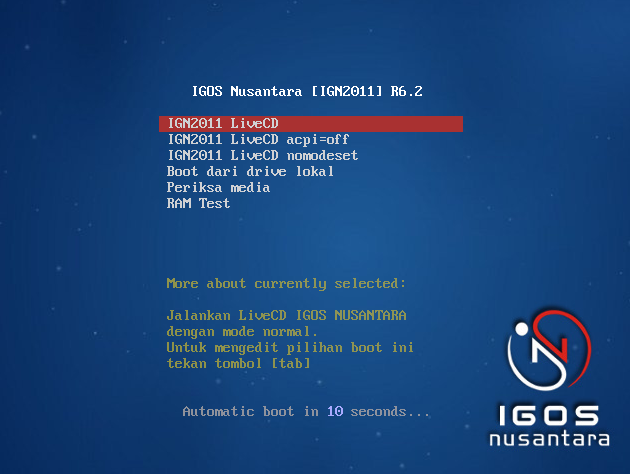 IGOS Nusantara [IGN2011] R6.2
IGN2011 LiveCD
IGN2011 LiveCD acpi=off
IGN2011 LiveCD nomodeset
Boot dari drive lokal
Periksa media
RAM Test
More about currently selected:
Jalankan LiveCD IGOS NUSANTARA
dengan mode normal.
Untuk mengedit pilihan boot ini
tekan tombol [tab]
Automatic boot in 10 seconds...
IGOS
nusantara